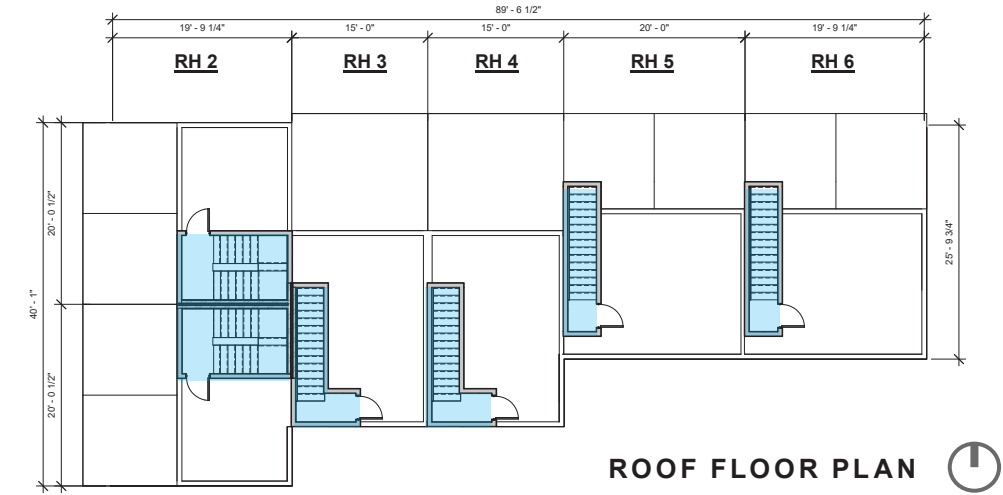 89' - 6 1/2"
19' - 9 1/4" 15' - 0" 15' - 0" 20' - 0" 19' - 9 1/4"
RH 2 RH 3 RH 4 RH 5 RH 6
20' - 0 1/2"
40' - 1"
20' - 0 1/2"
25' - 9 3/4"
ROOF FLOOR PLAN